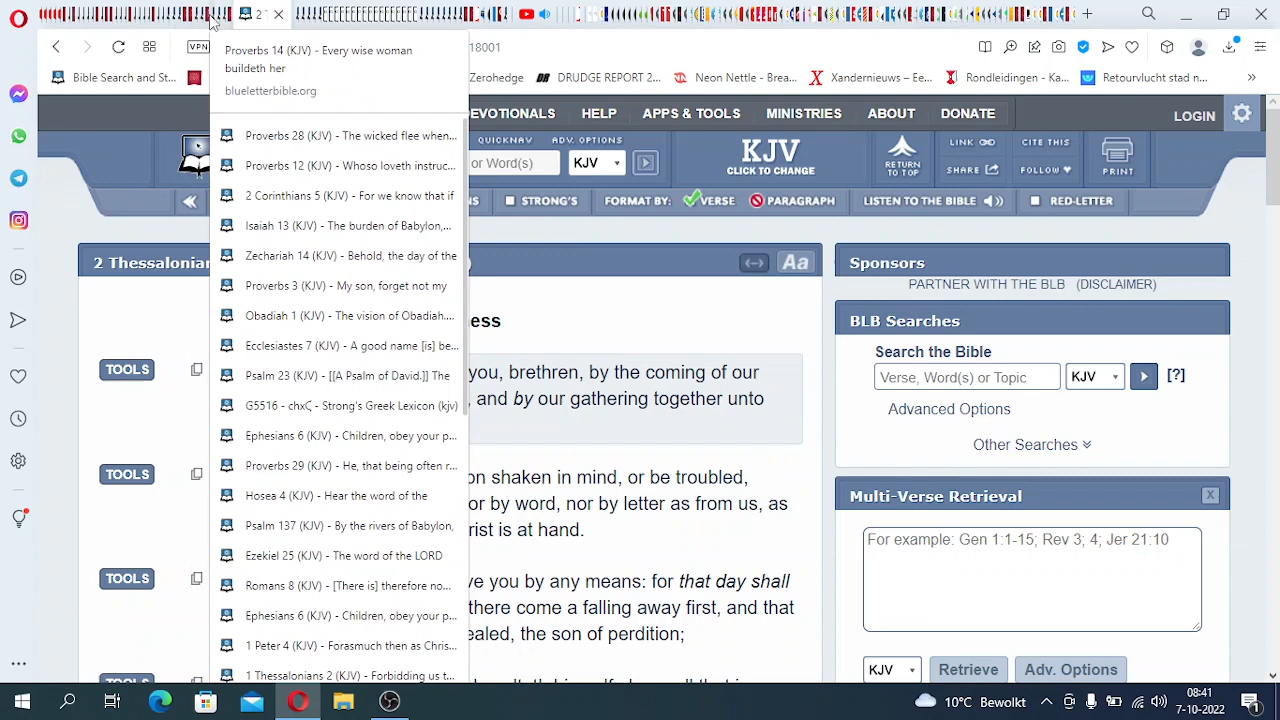 2 T
VPN
18001
Proverbs 14 (KJV) - Every wise woman
buildeth her
blueletterbible.org
Bible Search and St...
Zerohedge
DRUDGE REPORT 2...
Neon Nettle - Brea...
Xandernieuws – Ee...
Rondleidingen - Ka...
Retourvlucht stad n...
EVOTIONALS
HELP
APPS & TOOLS
MINISTRIES
ABOUT
DONATE
LOGIN
QUICKNAV
ADV. OPTIONS
or Word(s)
KJV
KJV
CLICK TO CHANGE
RETURN
TO TOP
LINK
SHARE
CITE THIS
FOLLOW
PRINT
NS
STRONG'S
FORMAT BY:
VERSE
PARAGRAPH
LISTEN TO THE BIBLE
RED-LETTER
Proverbs 28 (KJV) - The wicked flee when...
Proverbs 12 (KJV) - Whoso loveth instruc...
2 Corinthians 5 (KJV) - For we know that if
Isaiah 13 (KJV) - The burden of Babylon,...
Zechariah 14 (KJV) - Behold, the day of the
Proverbs 3 (KJV) - My son, forget not my
Obadiah 1 (KJV) - The vision of Obadiah....
Ecclesiastes 7 (KJV) - A good name [is] be...
Psalm 23 (KJV) - [[A Psalm of David.]] The
G5516 - chxϚ - Strong's Greek Lexicon (kjv)
Ephesians 6 (KJV) - Children, obey your p...
Proverbs 29 (KJV) - He, that being often r...
Hosea 4 (KJV) - Hear the word of the
Psalm 137 (KJV) - By the rivers of Babylon,
Ezekiel 25 (KJV) - The word of the LORD
Romans 8 (KJV) - [There is] therefore no...
Ephesians 6 (KJV) - Children, obey your p...
1 Peter 4 (KJV) - Forasmuch then as Chris...
1 Thessalonians 2 (KJV) - Forbidding us t...
2 Thessalonian
Aa
ess
TOOLS
you, brethren, by the coming of our
, and by our gathering together unto
TOOLS
on shaken in mind, or be troubled,
or by word, nor by letter as from us, as
rist is at hand.
TOOLS
ve you by any means: for that day shall
there come a falling away first, and that
ealed, the son of perdition;
TOOLS
Sponsors
PARTNER WITH THE BLB (DISCLAIMER)
BLB Searches
Search the Bible
Verse, Word(s) or Topic
KJV
[?]
Advanced Options
Other Searches
Multi-Verse Retrieval
X
For example: Gen 1:1-15; Rev 3; 4; Jer 21:10
KJV
Retrieve
Adv. Options
10°C Bewolkt
08:41
7-10-2022